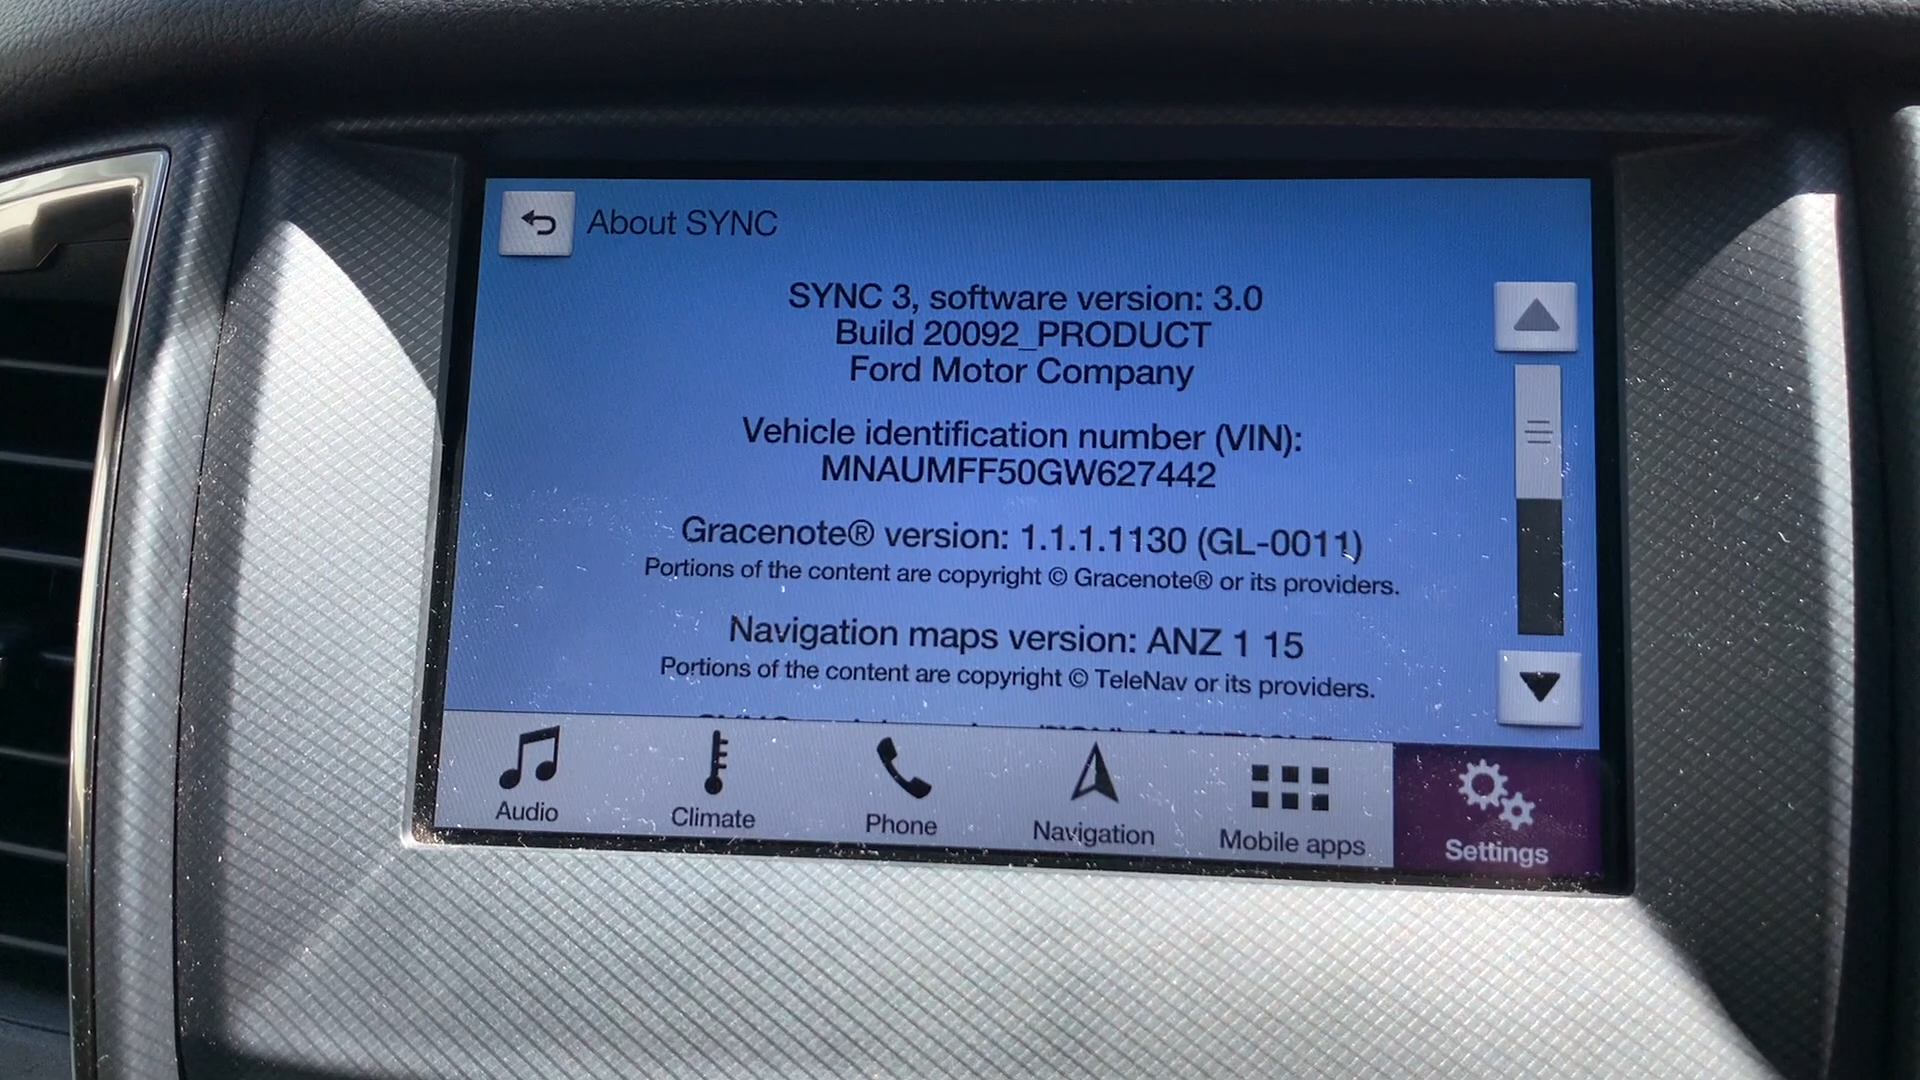 About SYNC
SYNC 3, software version: 3.0
Build 20092_PRODUCT
Ford Motor Company
Vehicle identification number (VIN):
MNAUMFF50GW627442
Gracenote® version: 1.1.1.1130 (GL-0011)
Portions of the content are copyright © Gracenote® or its providers.
Navigation maps version: ANZ 1 15
Portions of the content are copyright © TeleNav or its providers.
Audio
Climate
Phone
Navigation
Mobile apps
Settings